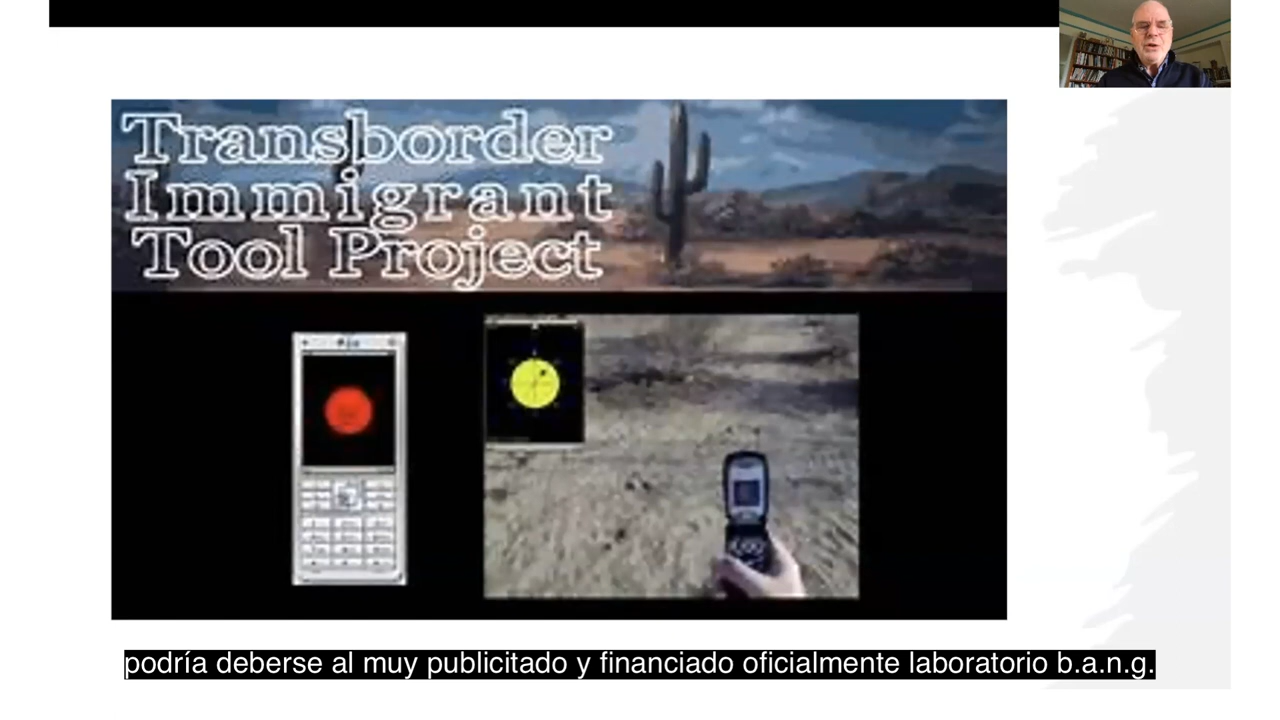 Transborder
Immigrant
Tool Project
podría deberse al muy publicitado y financiado oficialmente laboratorio b.a.n.g.